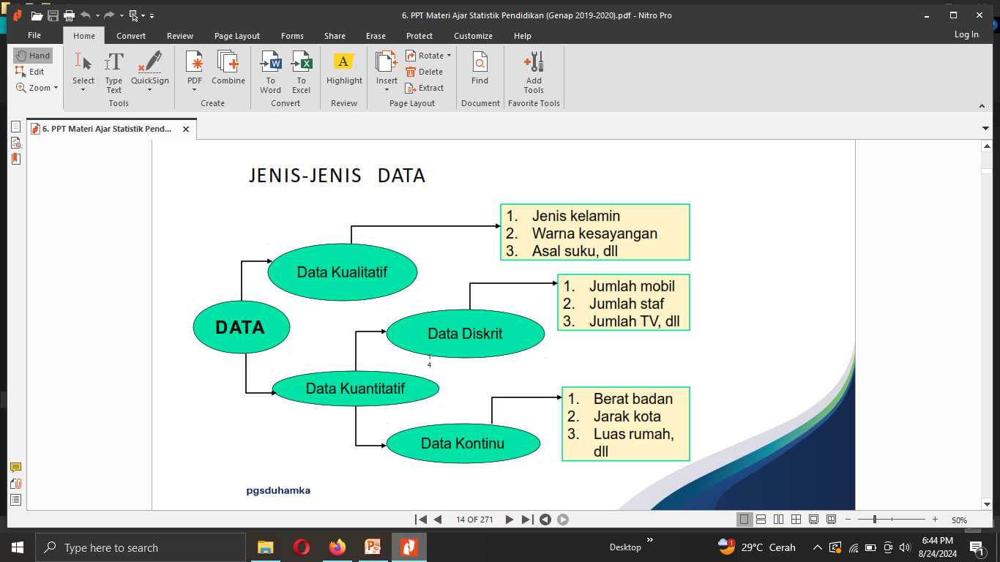 6. PPT Materi Ajar Statistik Pendidikan (Genap 2019-2020).pdf - Nitro Pro
File Home Convert Review Page Layout Forms Share Erase Protect Customize Help Log In
Hand
Edit
Zoom
Select
Type Text
QuickSign
Tools
PDF
Combine
Create
To Word
To Excel
Convert
A
Highlight
Review
Insert
Rotate
Delete
Extract
Page Layout
Find
Document
Add Tools
Favorite Tools
6. PPT Materi Ajar Statistik Pend...
JENIS-JENIS DATA
1. Jenis kelamin
2. Warna kesayangan
3. Asal suku, dll
Data Kualitatif
1. Jumlah mobil
2. Jumlah staf
3. Jumlah TV, dll
DATA
Data Diskrit
1
4
Data Kuantitatif
1. Berat badan
2. Jarak kota
3. Luas rumah,
dll
Data Kontinu
pgsduhamka
14 OF 271
50%
Type here to search
Desktop
1
29°C Cerah
6:44 PM
8/24/2024
1